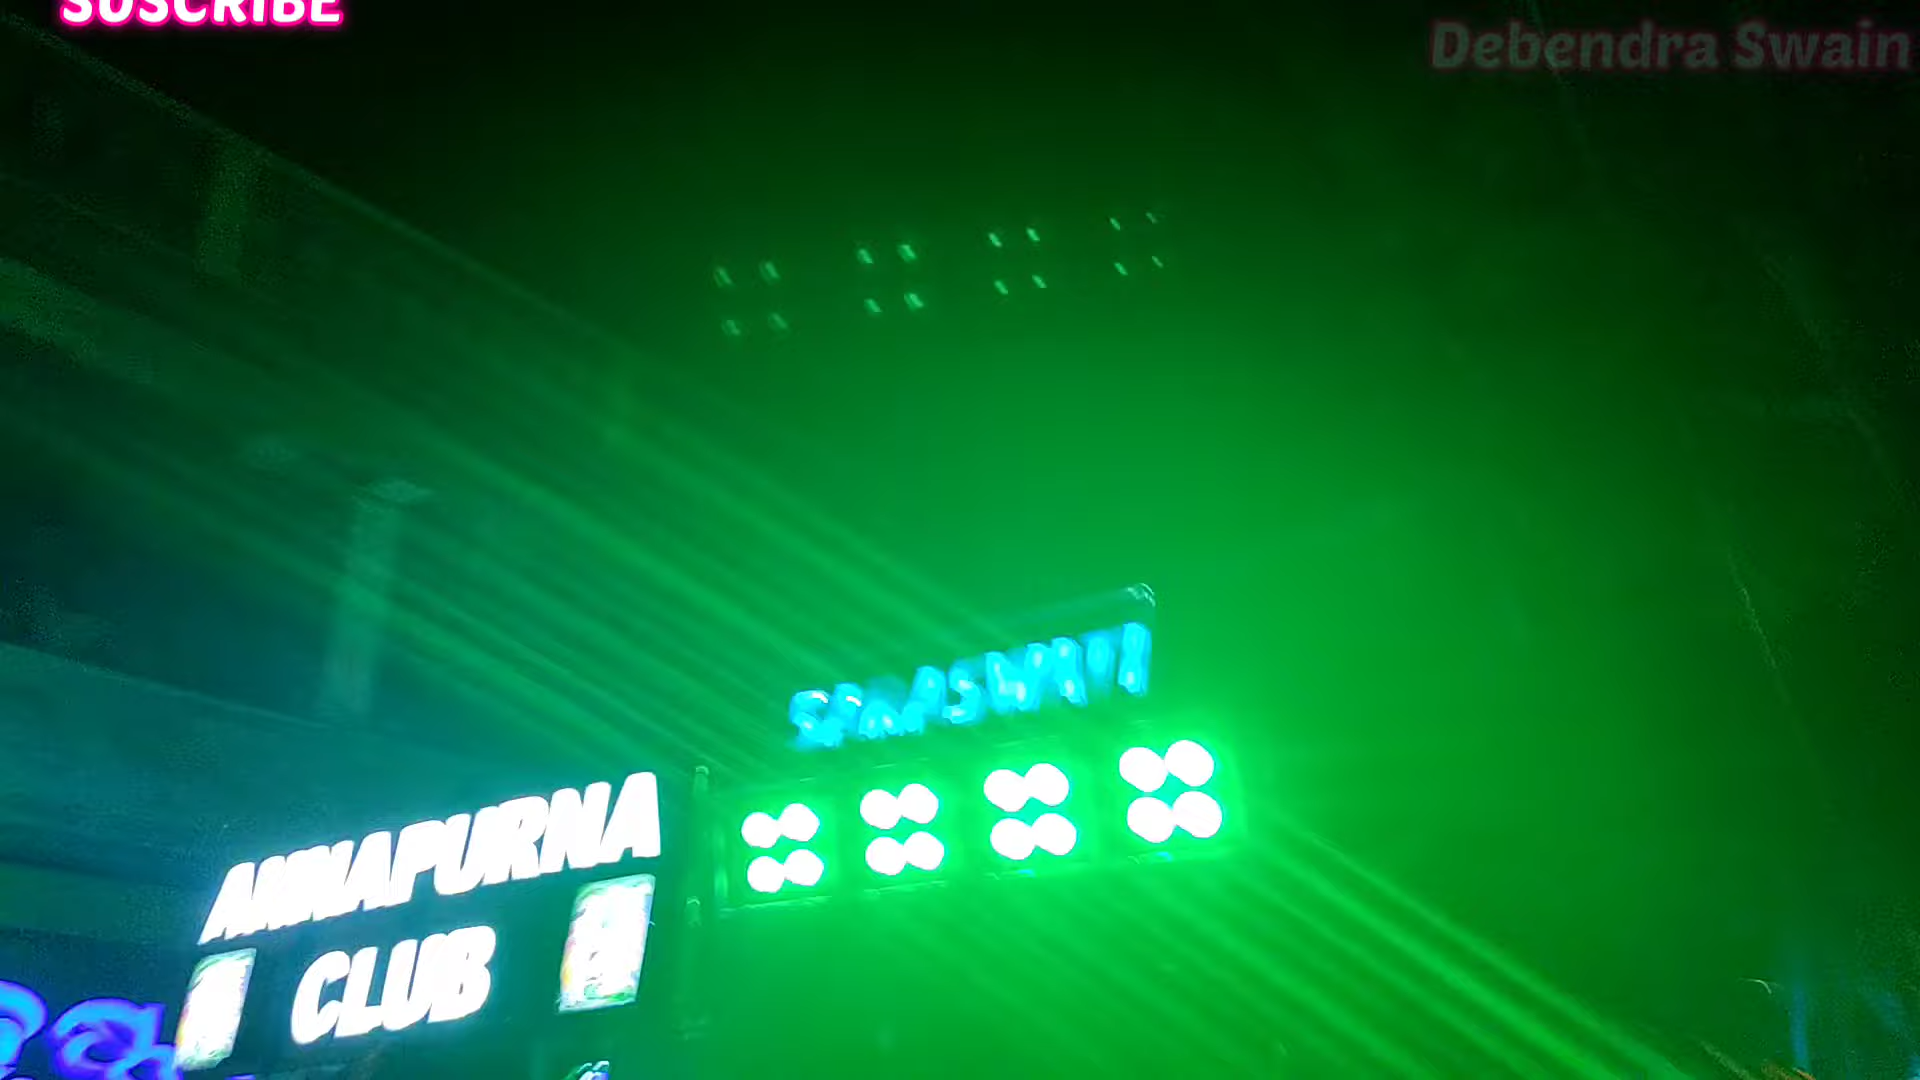 SUSCRIBE
Debendra Swain
SARASWATI
ANNAPURNA
CLUB